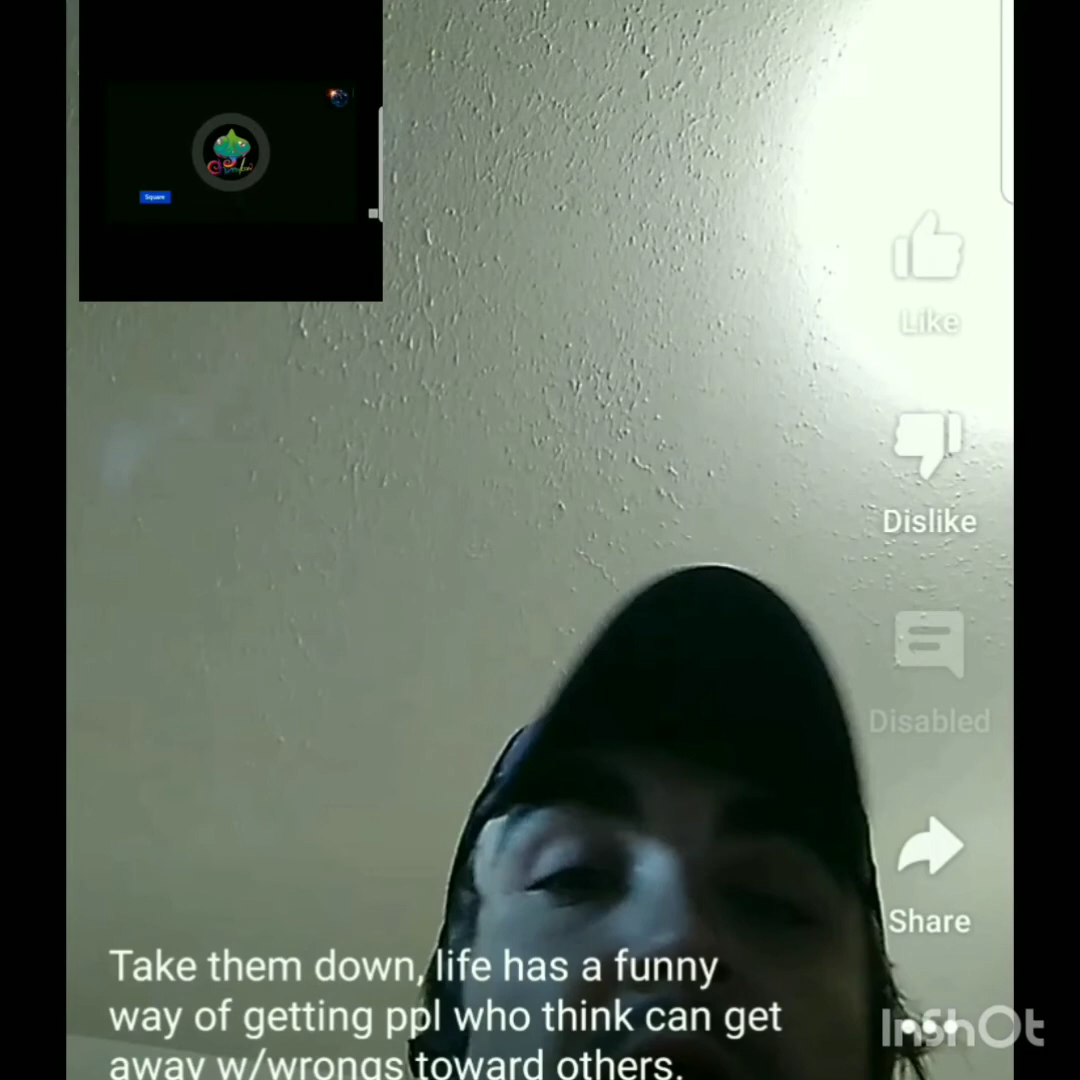 Square
Like
Dislike
Disabled
Share
Take them down, life has a funny
way of getting ppl who think can get
away w/wrongs toward others.
InShOt